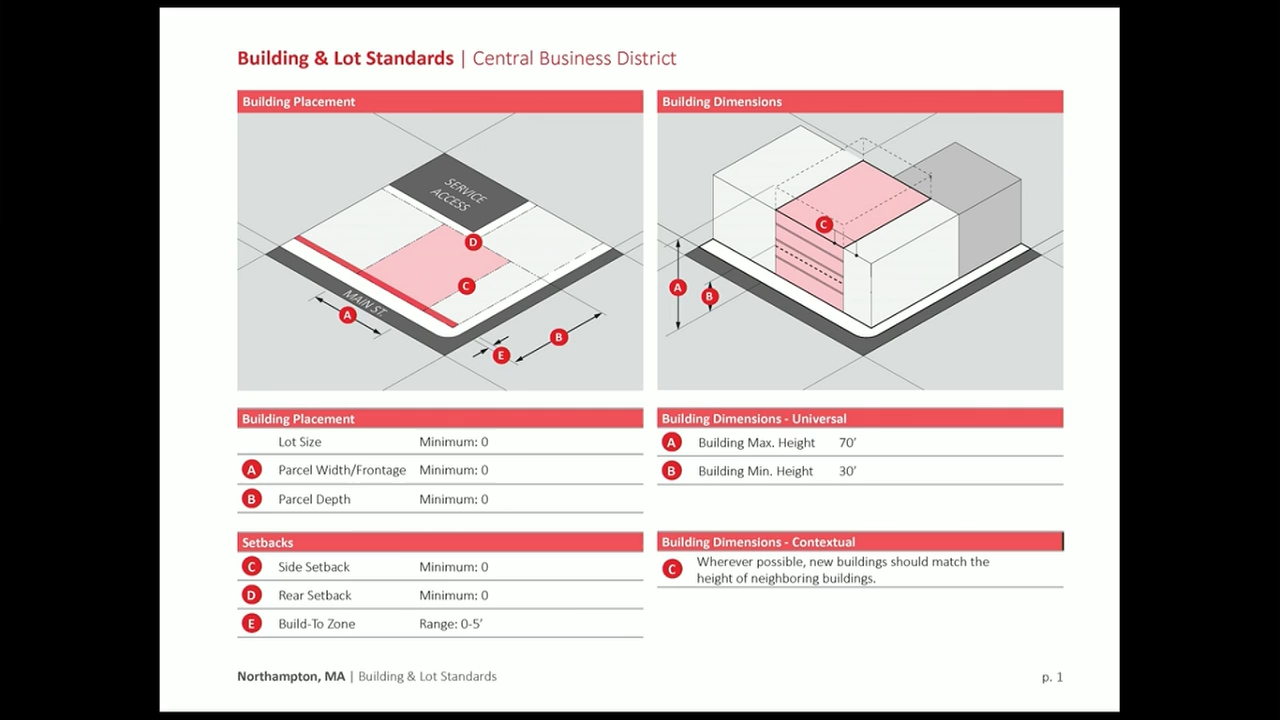 Building & Lot Standards | Central Business District
Building Placement
SERVICE
ACCESS
D
C
MAIN ST.
A
B
E
Building Dimensions
C
A
B
Building Placement
Lot Size Minimum: 0
A Parcel Width/Frontage Minimum: 0
B Parcel Depth Minimum: 0
Setbacks
C Side Setback Minimum: 0
D Rear Setback Minimum: 0
E Build-To Zone Range: 0-5’
Building Dimensions - Universal
A Building Max. Height 70’
B Building Min. Height 30’
Building Dimensions - Contextual
C Wherever possible, new buildings should match the
height of neighboring buildings.
Northampton, MA | Building & Lot Standards
p. 1